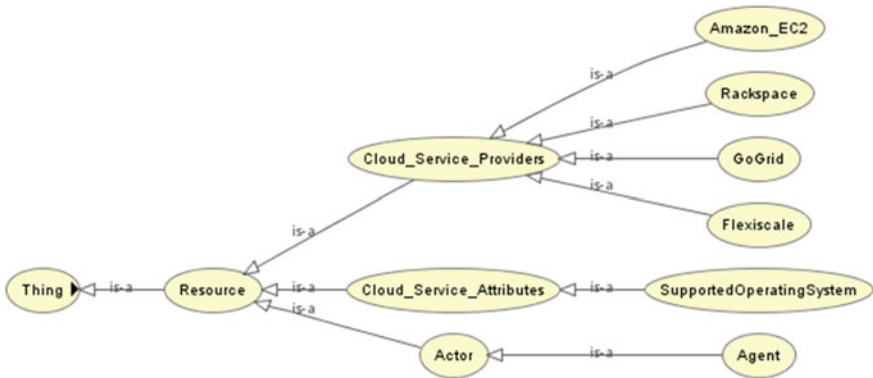 Amazon_EC2
is-a
Rackspace
is-a
Cloud_Service_Providers
is-a
GoGrid
is-a
Flexiscale
is-a
Thing
is-a
Resource
is-a
Cloud_Service_Attributes
is-a
SupportedOperatingSystem
is-a
Actor
is-a
Agent